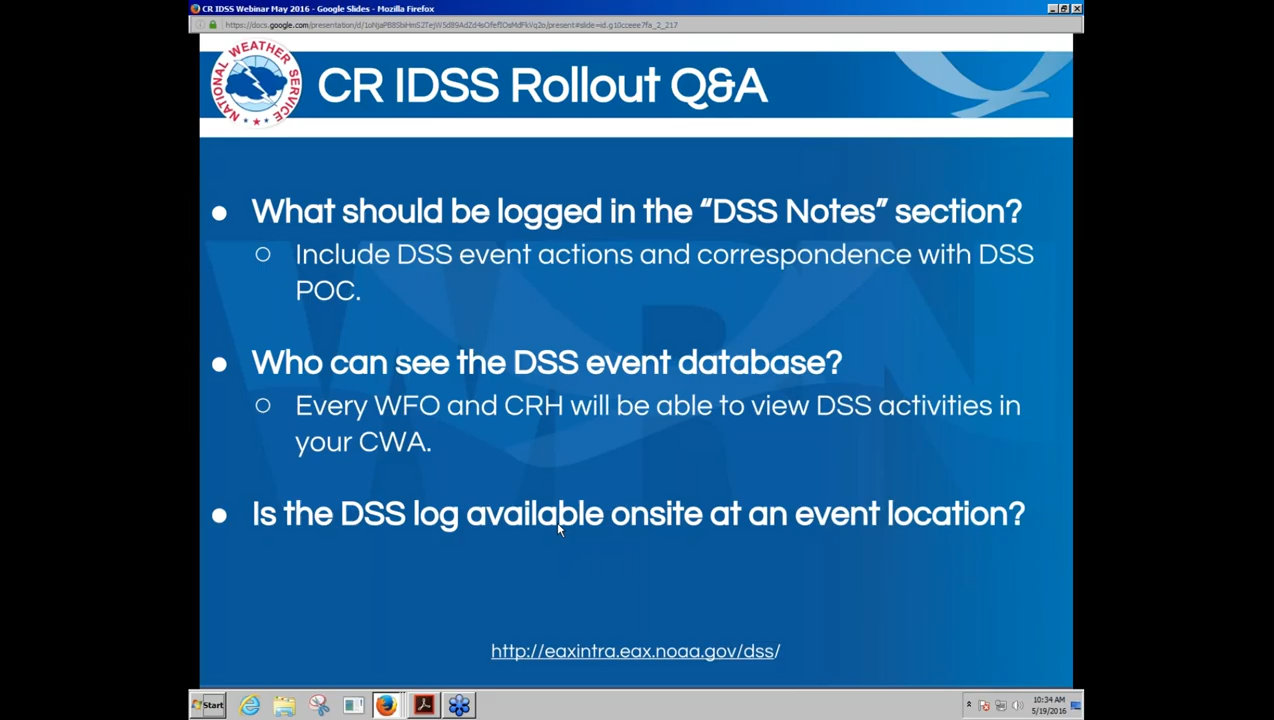 CR IDSS Webinar May 2016 - Google Slides - Mozilla Firefox
NATIONAL WEATHER SERVICE
CR IDSS Rollout Q&A
● What should be logged in the “DSS Notes” section?
○ Include DSS event actions and correspondence with DSS
POC.
● Who can see the DSS event database?
○ Every WFO and CRH will be able to view DSS activities in
your CWA.
● Is the DSS log available onsite at an event location?
WRN
http://eaxintra.eax.noaa.gov/dss/
Start
10:34 AM
5/19/2016